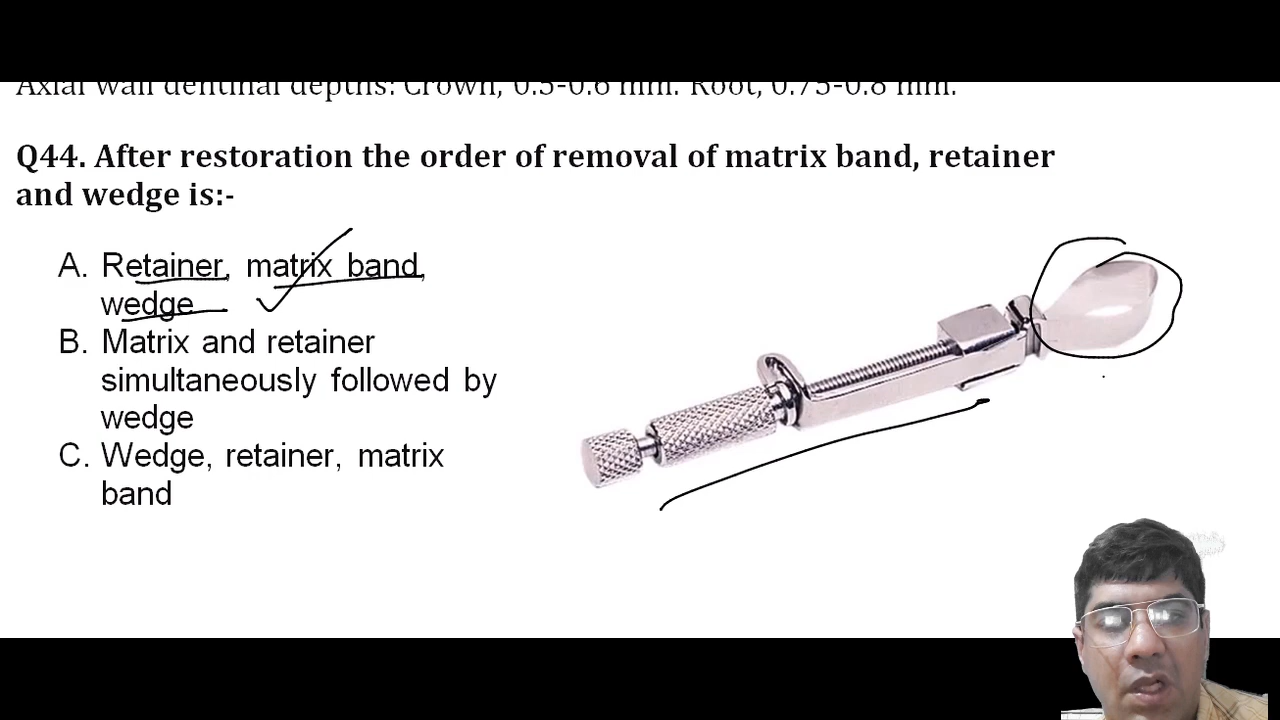 Axial wall dentinal depths: Crown, 0.5-0.6 mm. Root, 0.75-0.8 mm.
Q44. After restoration the order of removal of matrix band, retainer
and wedge is:-
A. Retainer, matrix band,
wedge
B. Matrix and retainer
simultaneously followed by
wedge
C. Wedge, retainer, matrix
band